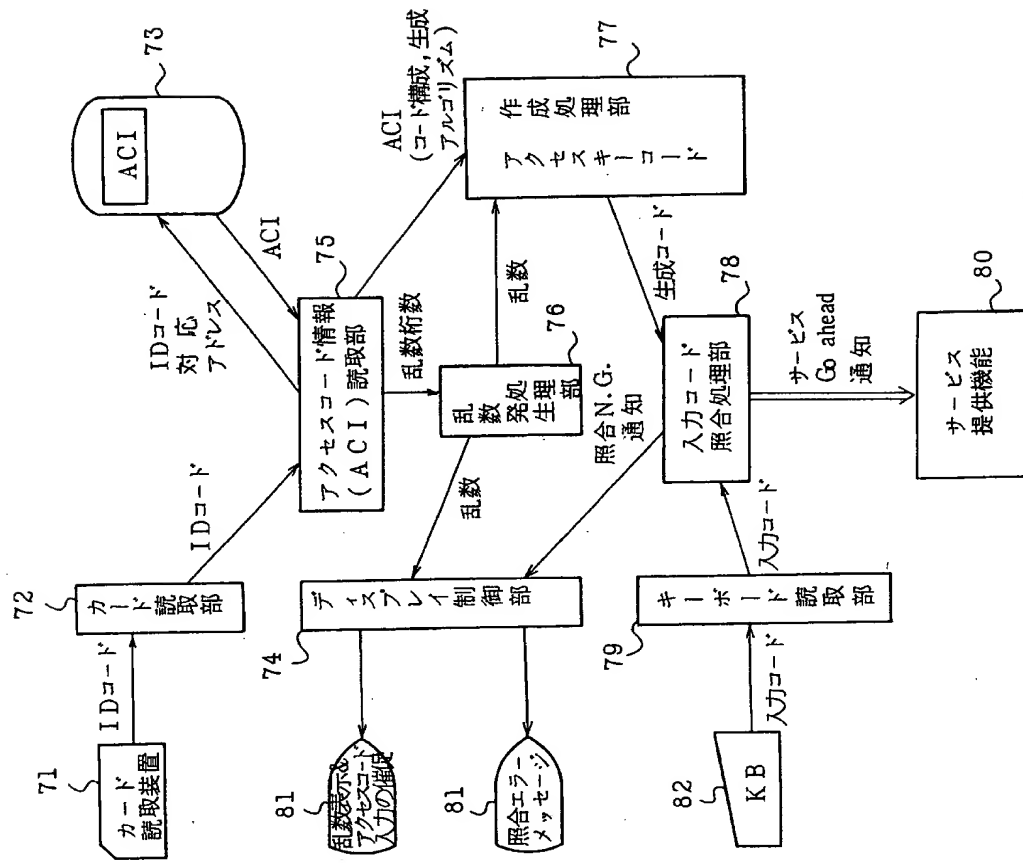 71
カード
読取装置
IDコード
72
カード読取部
IDコード
73
ACI
IDコード
対応
アドレス
ACI
75
アクセスコード情報
(ACI)読取部
乱数桁数
ACI
(コード構成,生成
アルゴリズム)
77
アクセスキーコード
作成処理部
76
乱数
発処
生理部
乱数
乱数
生成コード
74
ディスプレイ制御部
81
乱数表示&
アクセスコード
入力の催促
81
照合エラー
メッセージ
照合N.G.
通知
78
入力コード
照合処理部
82
KB
入力コード
79
キーボード読取部
入力コード
サービス
Go ahead
通知
80
サービス
提供機能